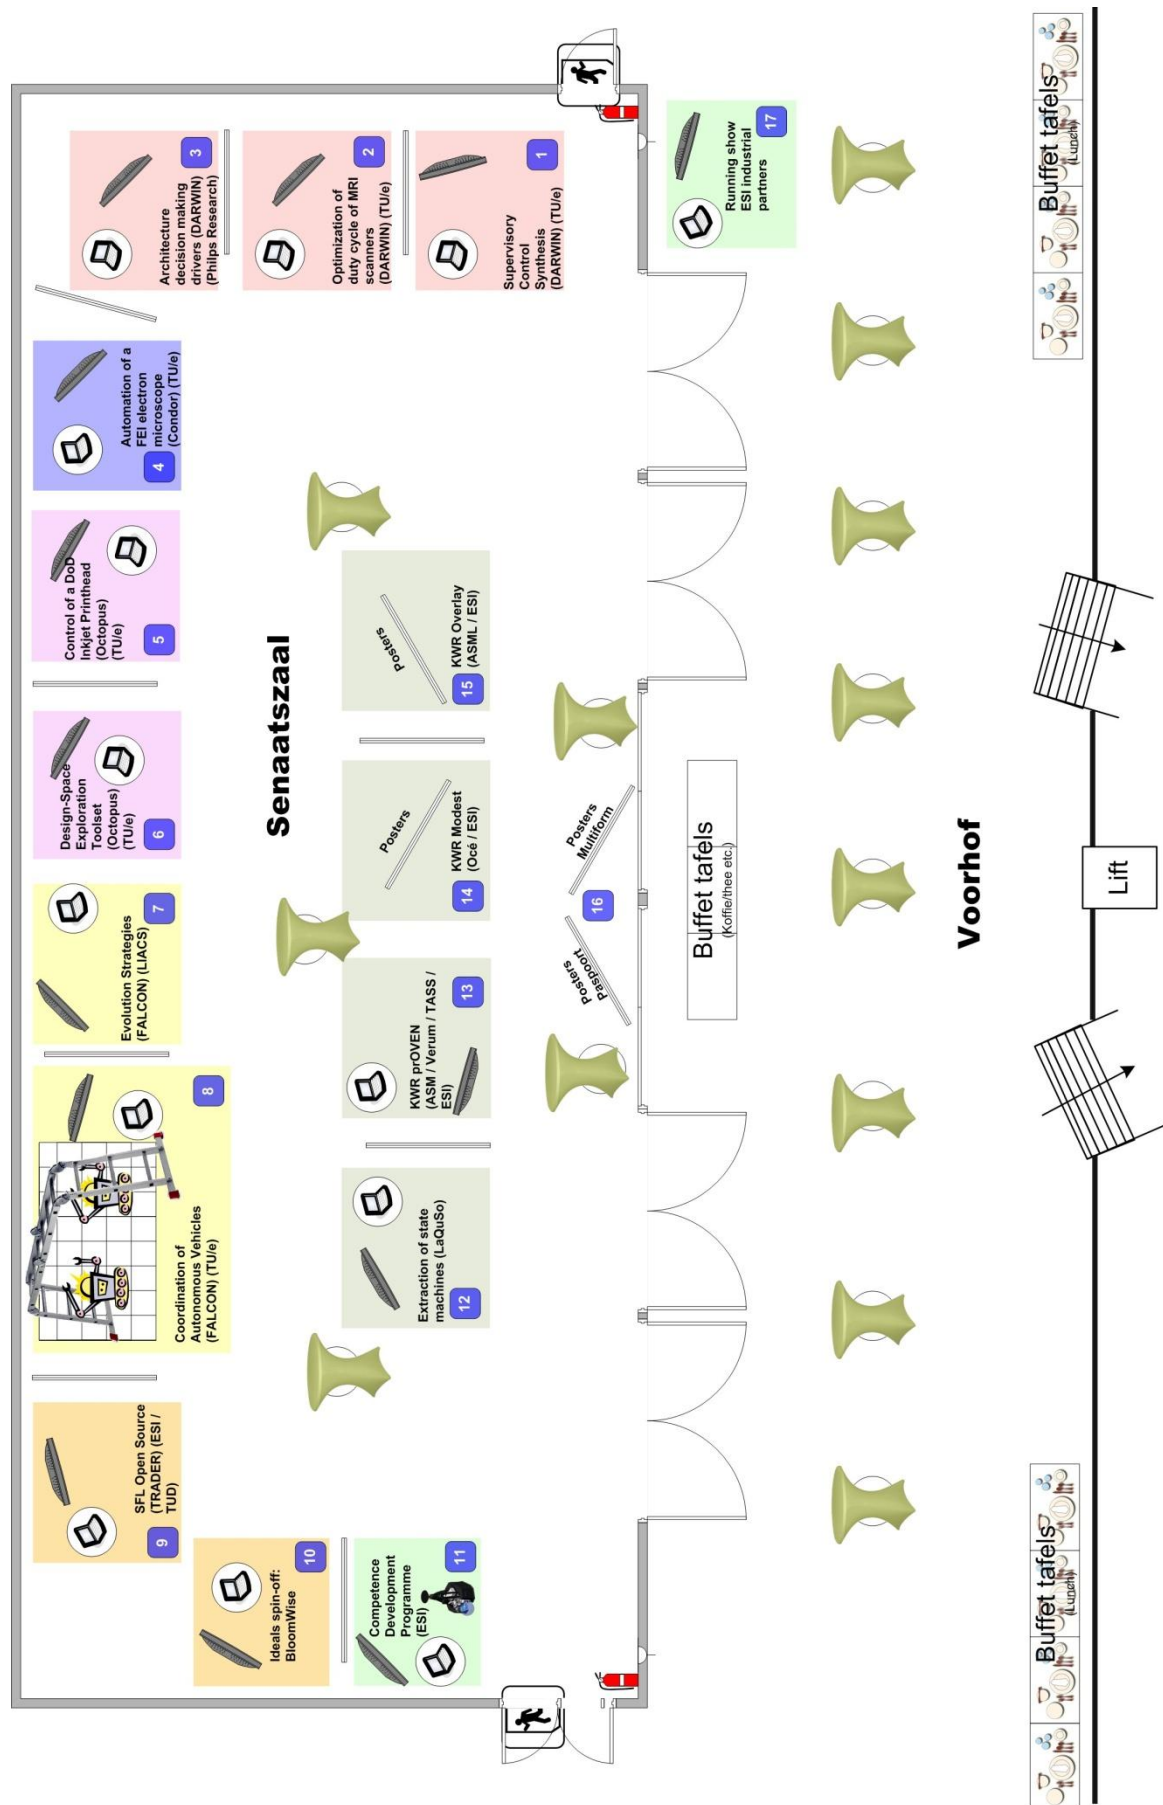 3
Architecture
decision making
drivers (DARWIN)
(Philps Research)
2
Optimization of
duty cycle of MRI
scanners
(DARWIN) (TU/e)
1
Supervisory
Control
Synthesis
(DARWIN) (TU/e)
17
Running show
ESI industrial
partners
Buffet tafels
(Lunch)
Automation of a
FEI electron
microscope
(Condor) (TU/e)
4
Control of a DoD
Inkjet Printhead
(Octopus)
(TU/e)
5
Design-Space
Exploration
Toolset
(Octopus)
(TU/e)
6
7
Evolution Strategies
(FALCON) (LIACS)
8
Coordination of
Autonomous Vehicles
(FALCON) (TU/e)
SFL Open Source
(TRADER) (ESI /
TUD)
9
10
Ideals spin-off:
BloomWise
11
Competence
Development
Programme
(ESI)
Senaatszaal
Posters
KWR Overlay
(ASML / ESI)
15
Posters
KWR Modest
(Océ / ESI)
14
13
KWR prOVEN
(ASM / Verum / TASS /
ESI)
Extraction of state
machines (LaQuSo)
12
Posters
Multiform
16
Posters
Paspoort
Buffet tafels
(Koffie/thee etc.)
Voorhof
Lift
Buffet tafels
(Lunch)